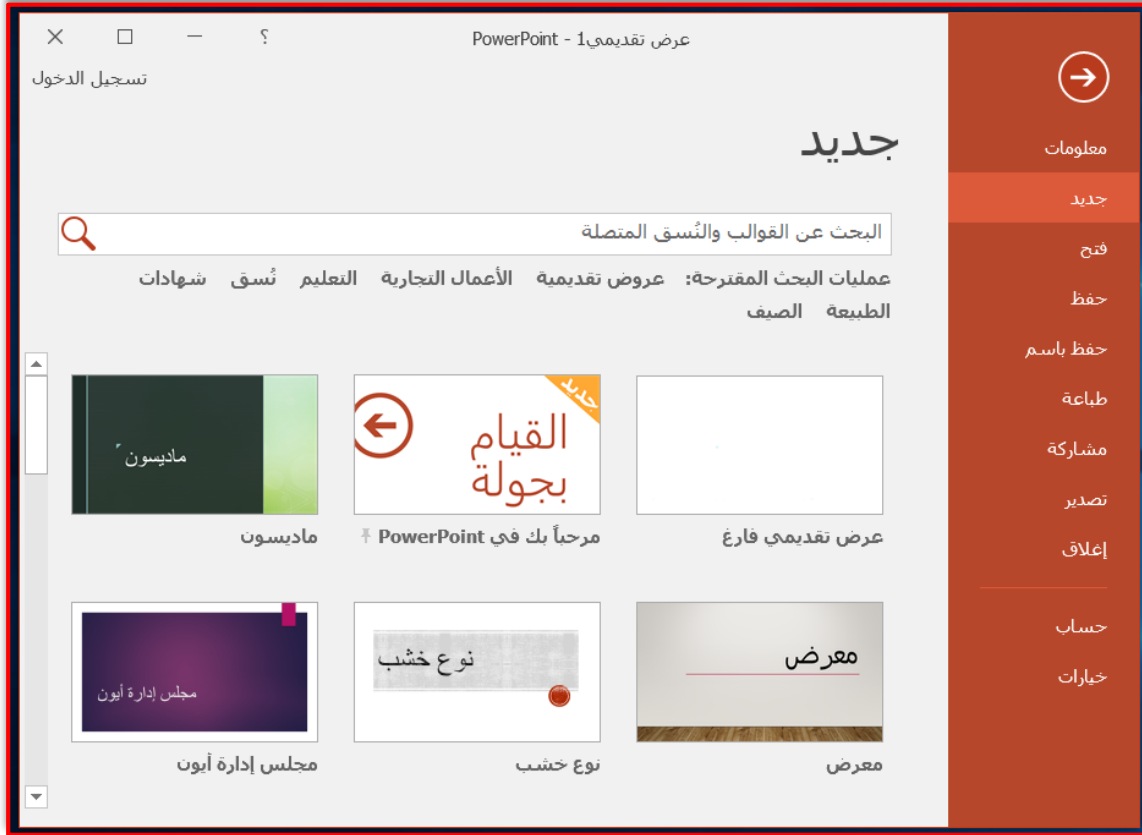 عرض تقديمي1 - PowerPoint
؟
تسجيل الدخول
معلومات
جديد
فتح
حفظ
حفظ باسم
طباعة
مشاركة
تصدير
إغلاق
حساب
خيارات
جديد
البحث عن القوالب والنُسق المتصلة
عمليات البحث المقترحة: عروض تقديمية الأعمال التجارية التعليم نُسق شهادات
الطبيعة الصيف
عرض تقديمي فارغ
جديد
القيام
بجولة
مرحباً بك في PowerPoint
ماديسون
ماديسون
معرض
معرض
نوع خشب
نوع خشب
مجلس إدارة أيون
مجلس إدارة أيون